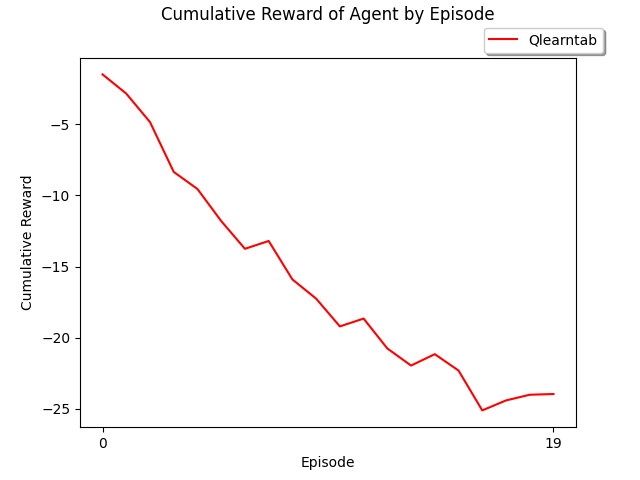 Cumulative Reward of Agent by Episode
Qlearntab
−5
−10
−15
−20
−25
Cumulative Reward
0
19
Episode